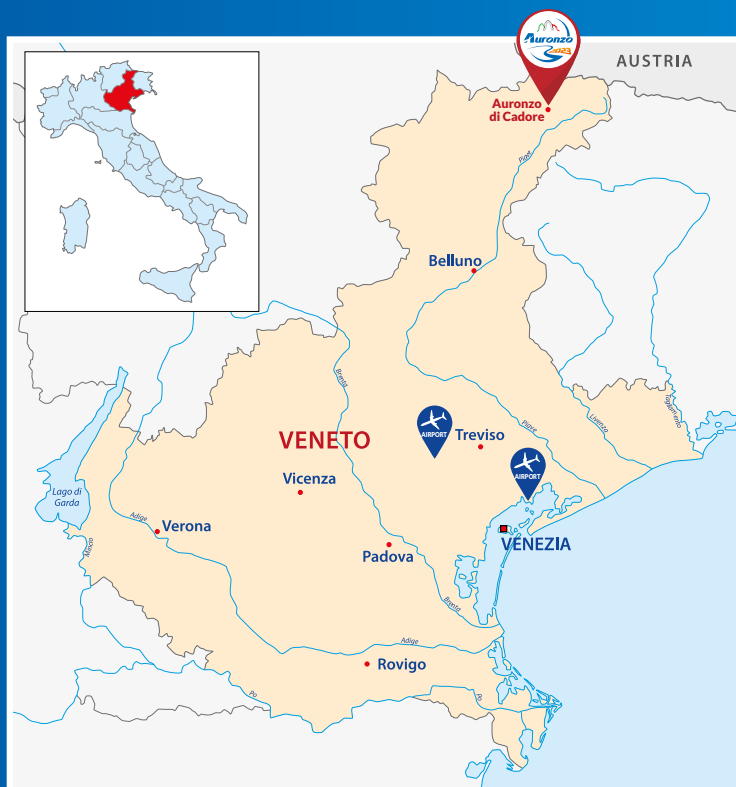 Auronzo
2023
AUSTRIA
Auronzo
di Cadore
Piave
Belluno
Brenta
VENETO
AIRPORT
Treviso
Piave
Livenza
Tagliamento
AIRPORT
Vicenza
Lago di
Garda
Adige
Verona
VENEZIA
Mincio
Padova
Brenta
Adige
Rovigo
Po
Po